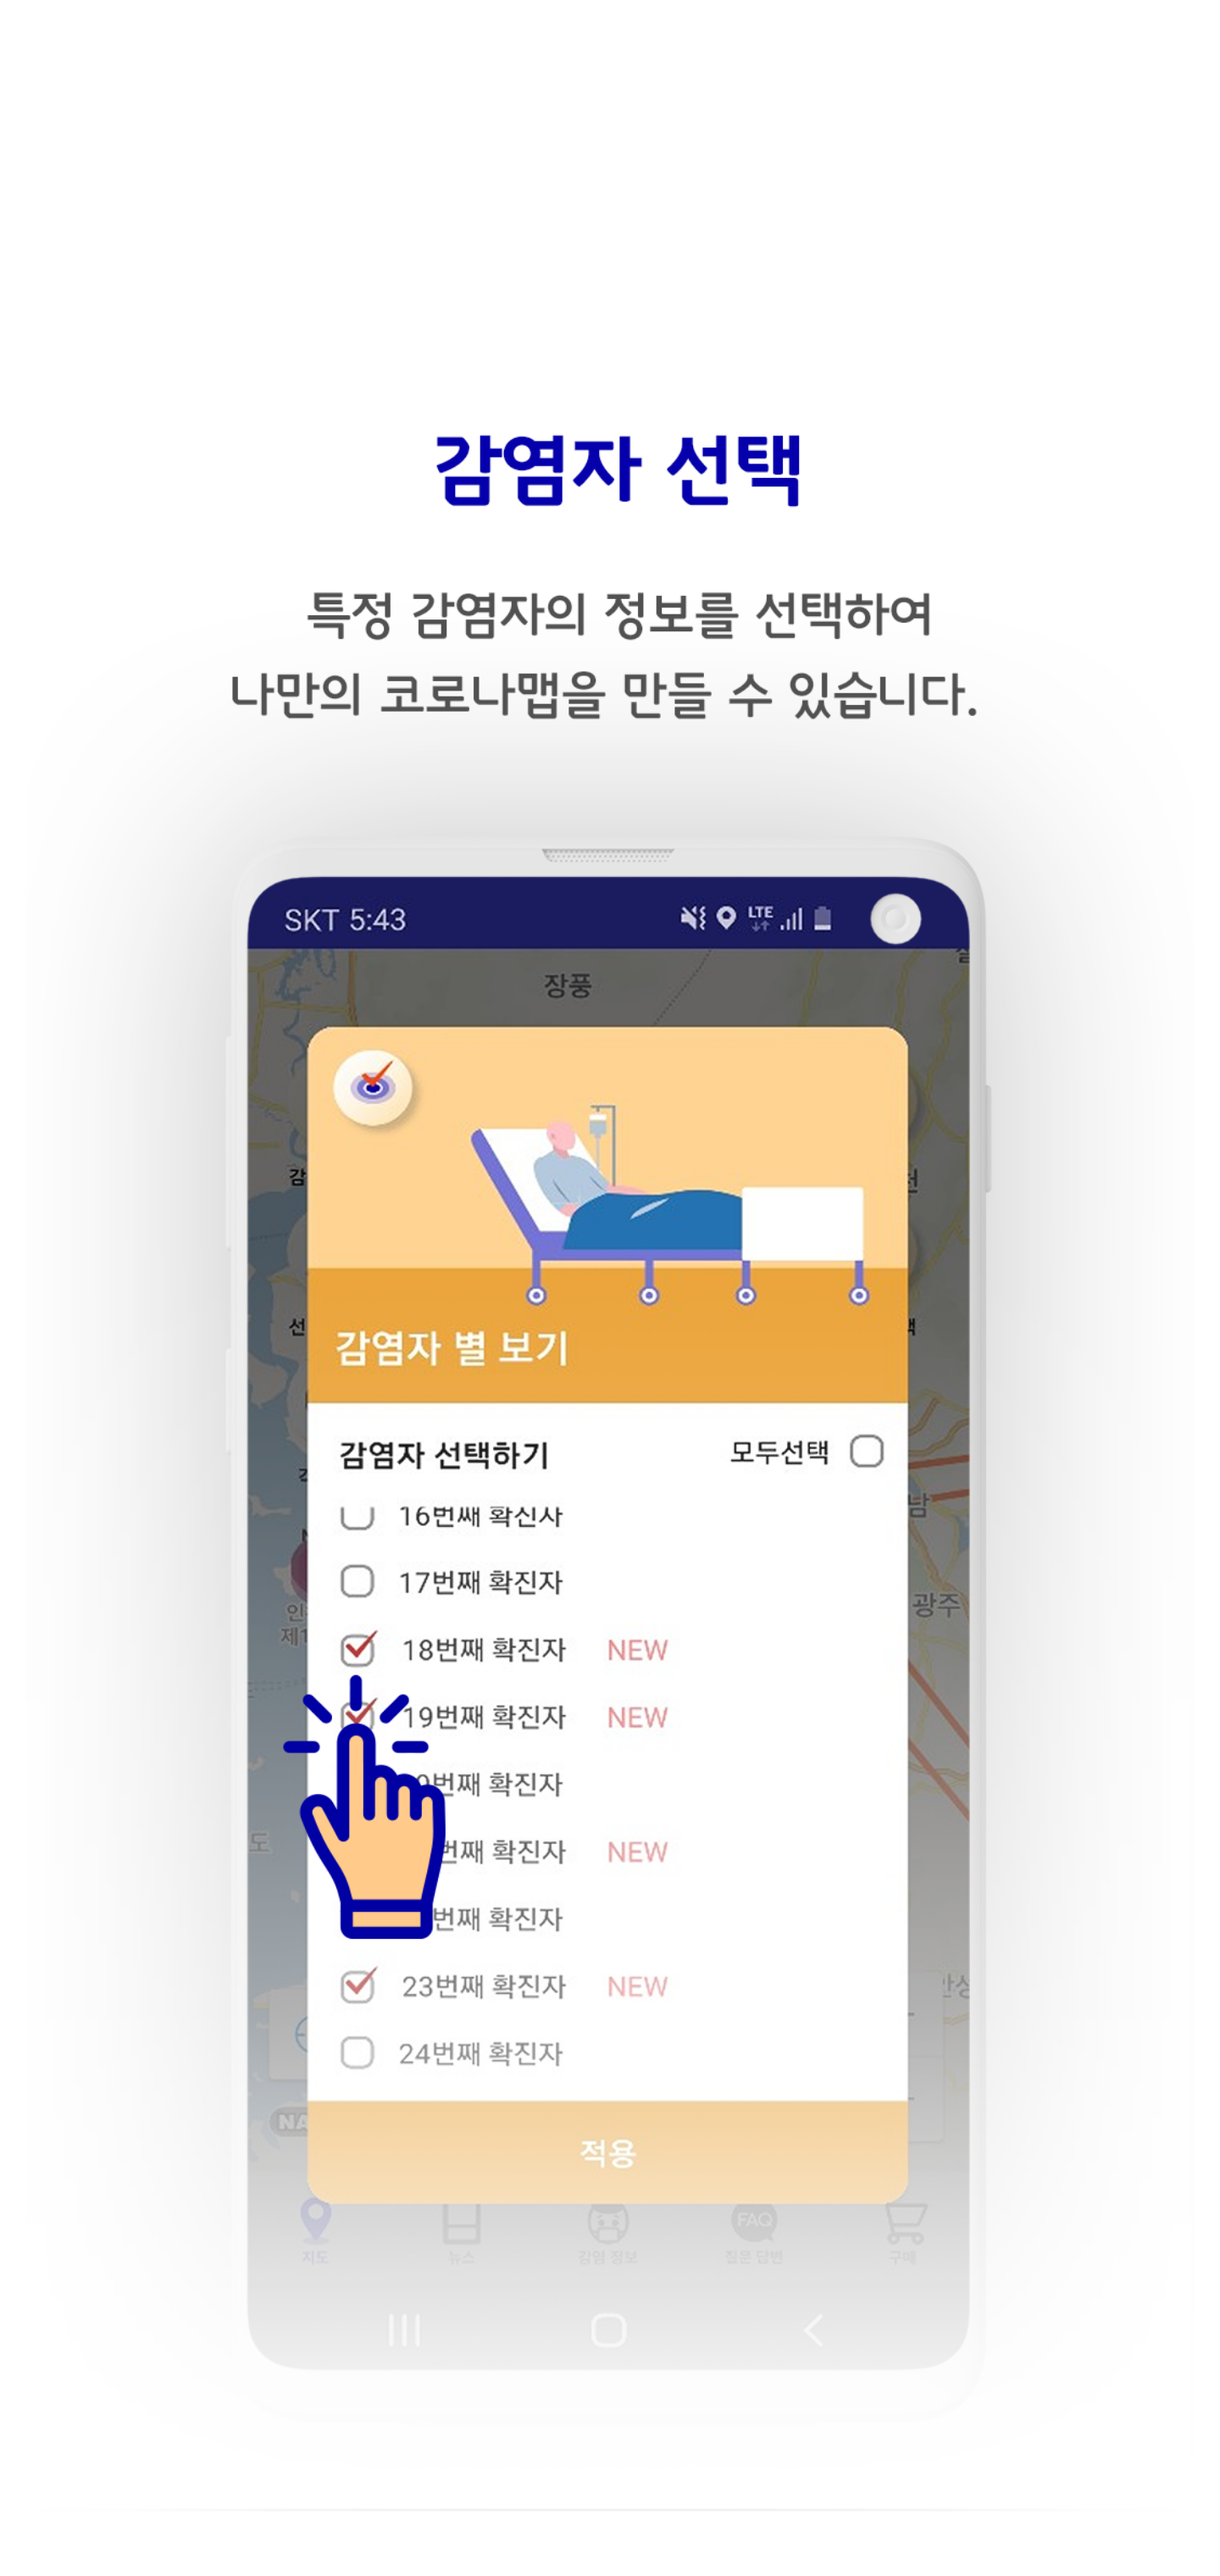 감염자 선택
특정 감염자의 정보를 선택하여
나만의 코로나맵을 만들 수 있습니다.
SKT 5:43
LTE
장풍
감염자 별 보기
감염자 선택하기
모두선택
16번째 확진자
17번째 확진자
18번째 확진자 NEW
19번째 확진자 NEW
번째 확진자
번째 확진자 NEW
번째 확진자
23번째 확진자 NEW
24번째 확진자
적용
감
선
남
광주
도
지도
뉴스
감염 정보
FAQ
질문 답변
구매